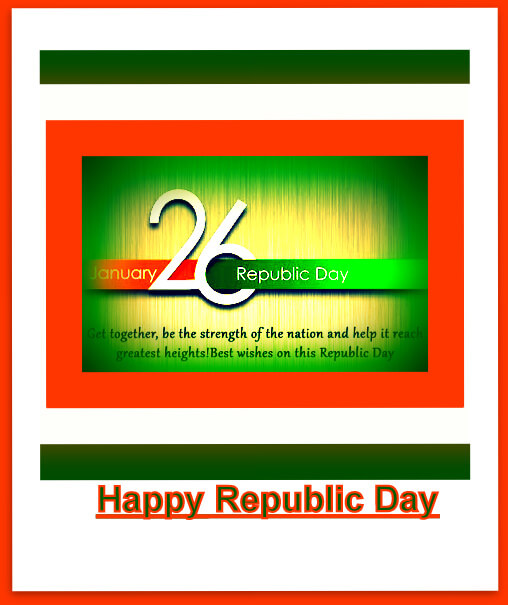 26
January Republic Day
Get together, be the strength of the nation and help it reach
greatest heights!Best wishes on this Republic Day
Happy Republic Day